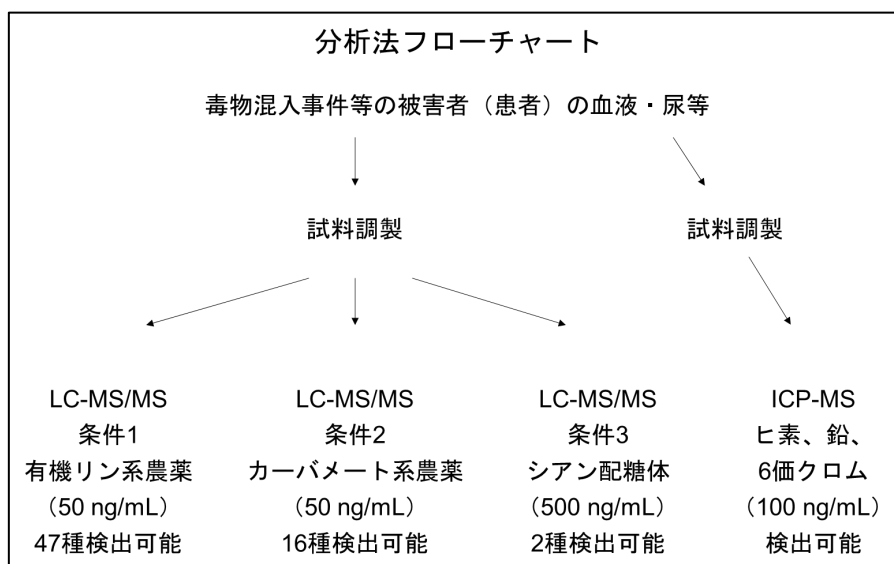 分析法フローチャート
毒物混入事件等の被害者（患者）の血液・尿等
試料調製
試料調製
LC-MS/MS
条件1
有機リン系農薬
（50 ng/mL）
47種検出可能
LC-MS/MS
条件2
カーバメート系農薬
（50 ng/mL）
16種検出可能
LC-MS/MS
条件3
シアン配糖体
（500 ng/mL）
2種検出可能
ICP-MS
ヒ素、鉛、
6価クロム
（100 ng/mL）
検出可能